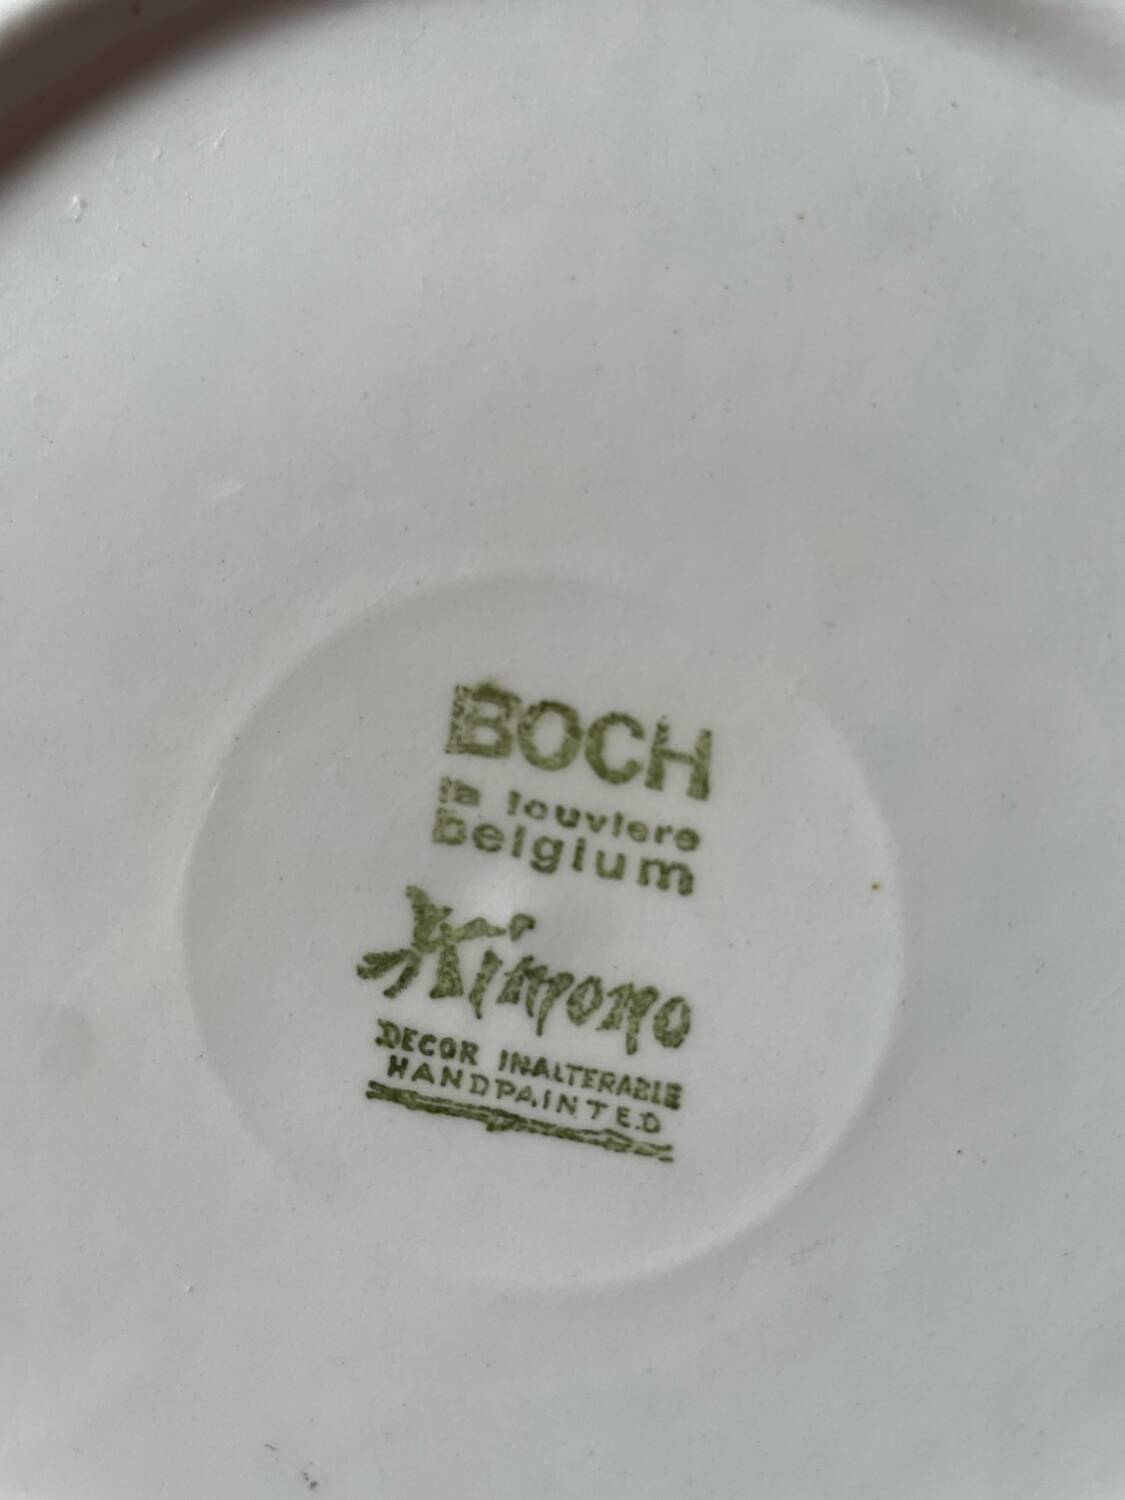 BOCH
la louviere
belgium
Kimono
DECOR INALTERABLE
HANDPAINTED